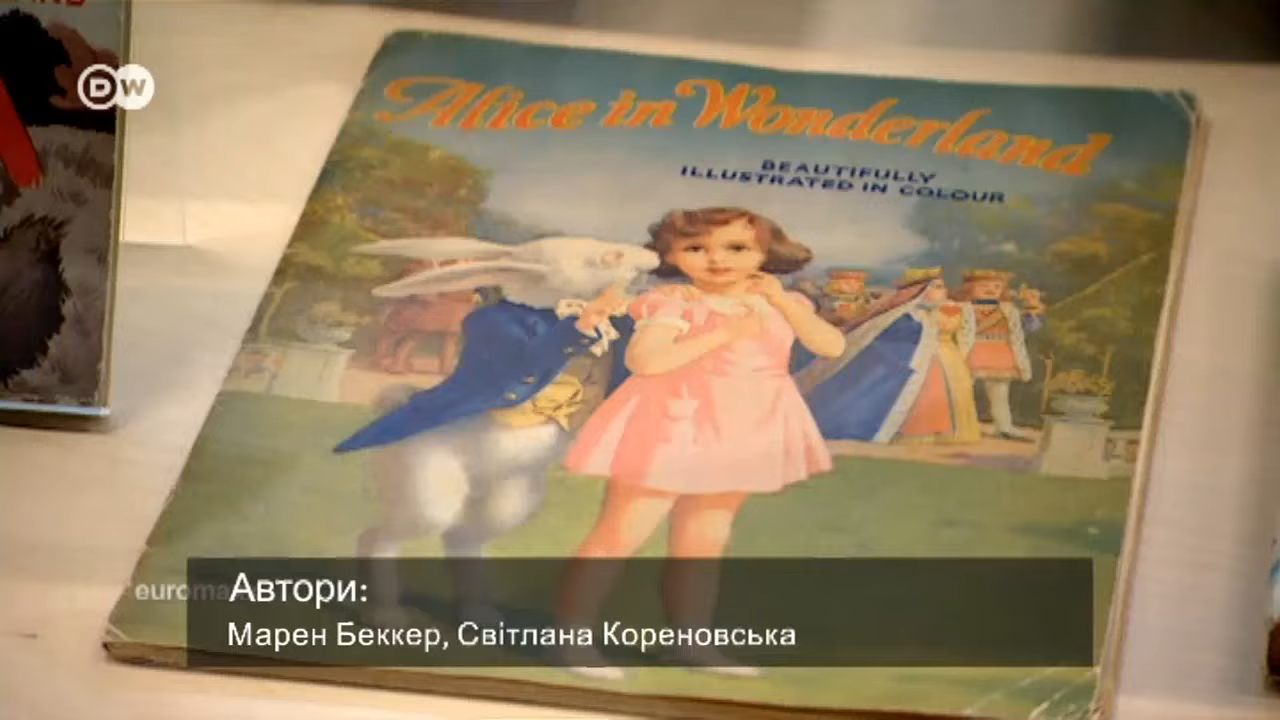 DW
Alice in Wonderland
BEAUTIFULLY
ILLUSTRATED IN COLOUR
Автори:
Марен Беккер, Світлана Кореновська